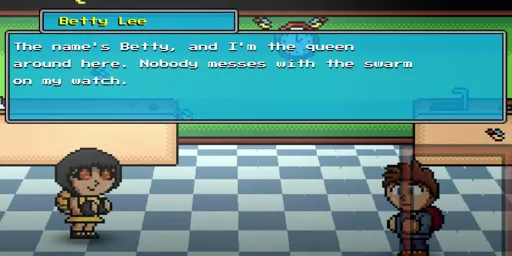 Betty Lee
The name's Betty, and I'm the queen
around here. Nobody messes with the swarm
on my watch.